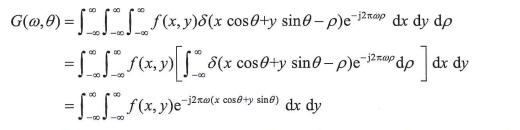 G(ω,θ) = ∫_{-∞}^{∞} ∫_{-∞}^{∞} ∫_{-∞}^{∞} f(x,y)δ(x cosθ+y sinθ−ρ)e^{−j2πωρ} dx dy dρ
= ∫_{-∞}^{∞} ∫_{-∞}^{∞} f(x,y) [ ∫_{-∞}^{∞} δ(x cosθ+y sinθ−ρ)e^{−j2πωρ} dρ ] dx dy
= ∫_{-∞}^{∞} ∫_{-∞}^{∞} f(x,y)e^{−j2πω(x cosθ+y sinθ)} dx dy